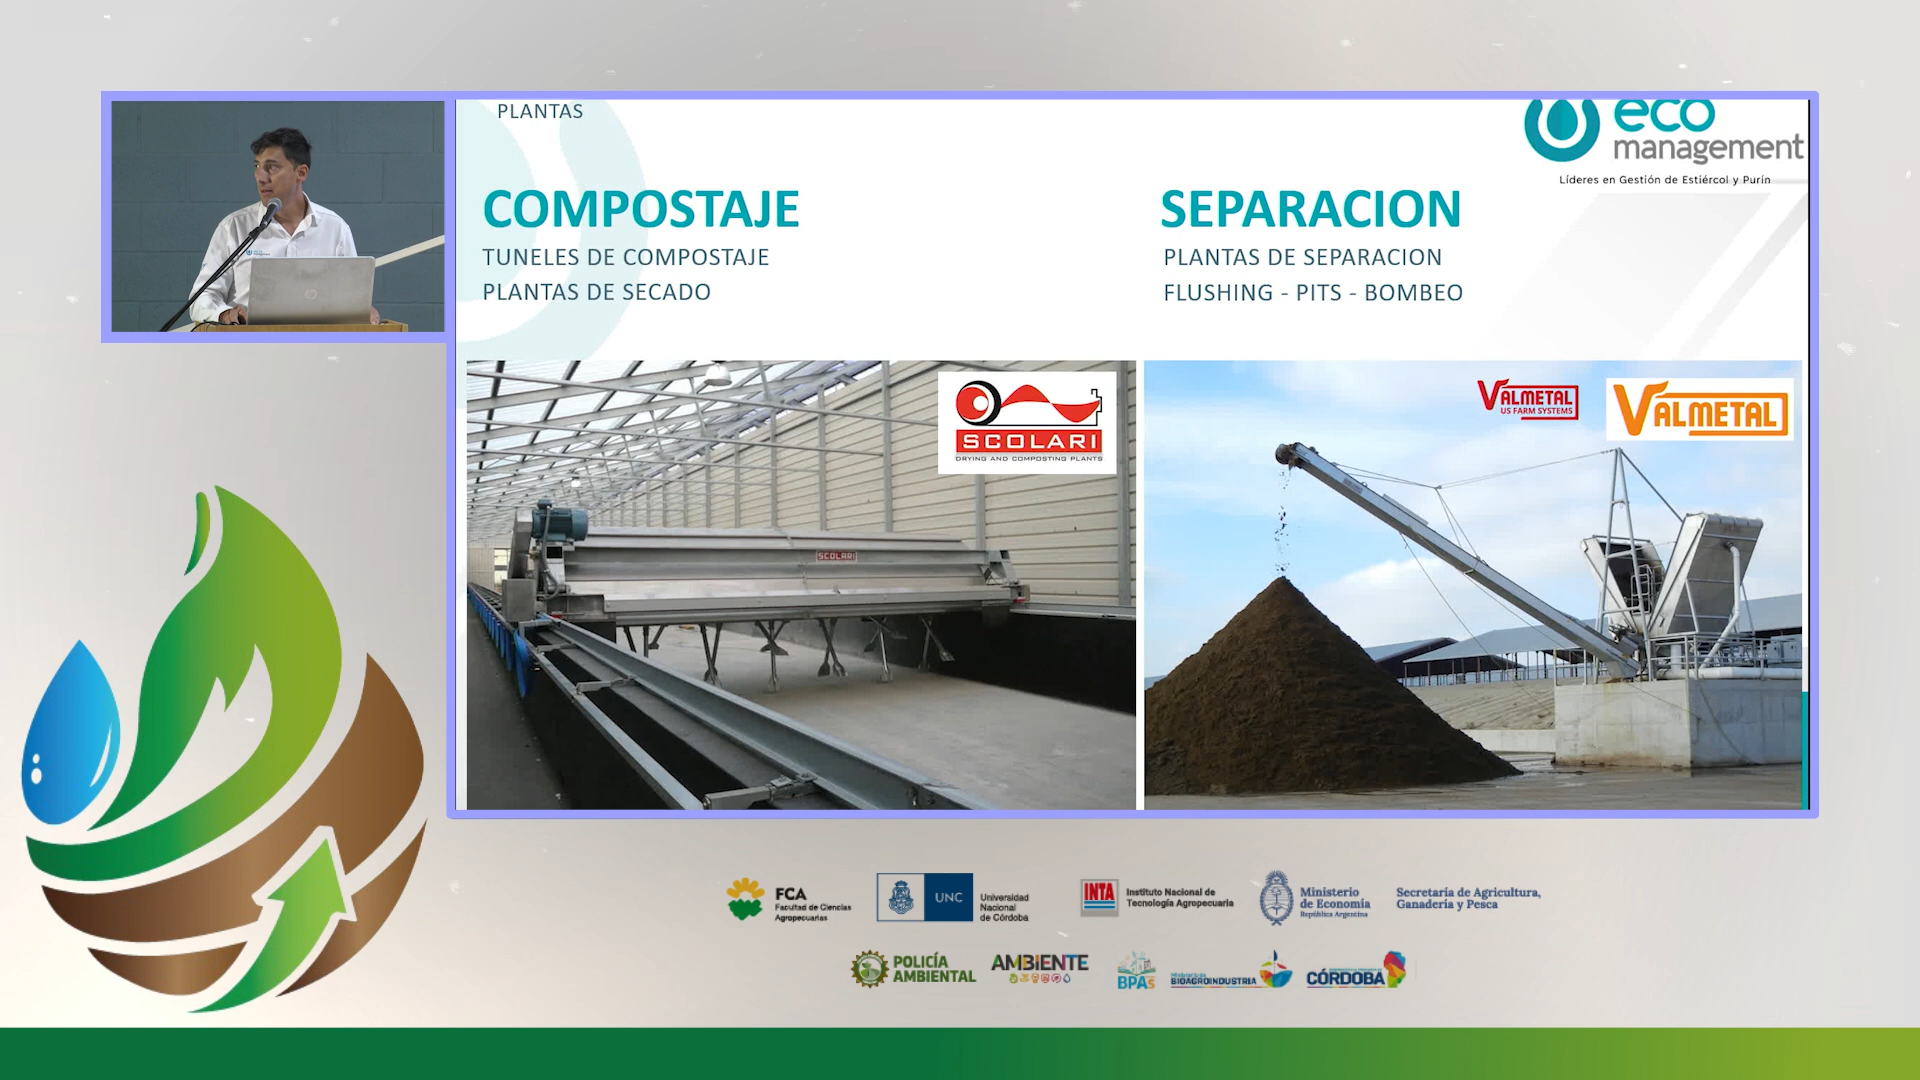 PLANTAS
eco
management
Líderes en Gestión de Estiércol y Purín
COMPOSTAJE
TUNELES DE COMPOSTAJE
PLANTAS DE SECADO
SEPARACION
PLANTAS DE SEPARACION
FLUSHING - PITS - BOMBEO
SCOLARI
DRYING AND COMPOSTING PLANTS
SCOLARI
VALMETAL
US FARM SYSTEMS
VALMETAL
FCA
Facultad de Ciencias
Agropecuarias
UNC
Universidad
Nacional
de Córdoba
INTA
Instituto Nacional de
Tecnología Agropecuaria
Ministerio
de Economía
República Argentina
Secretaría de Agricultura,
Ganadería y Pesca
POLICÍA
AMBIENTAL
AMBIENTE
BPAs
BIOAGROINDUSTRIA
CÓRDOBA